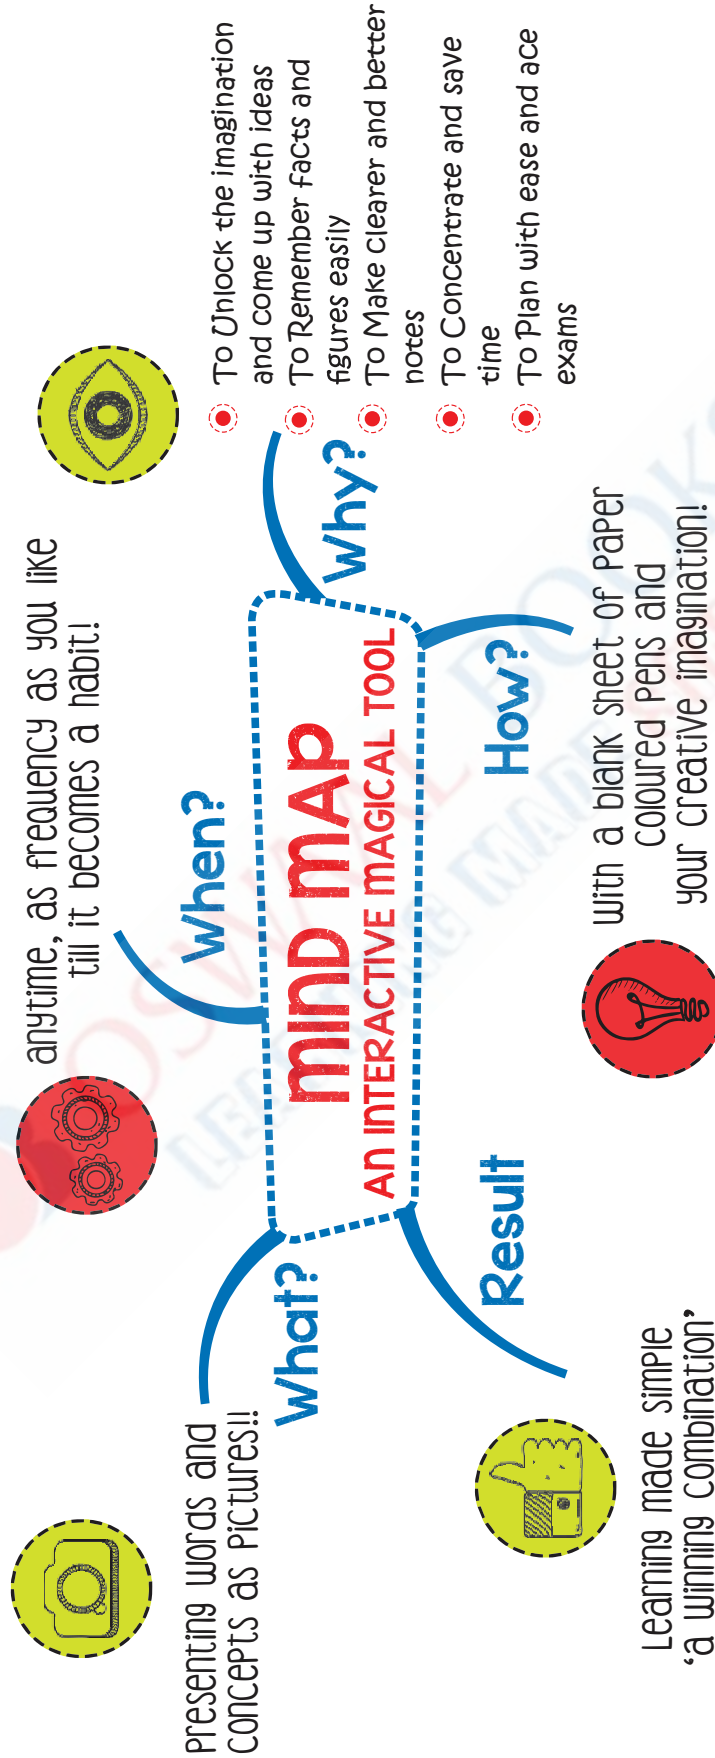 MIND MAP
AN INTERACTIVE MAGICAL TOOL
What?
Presenting words and
concepts as pictures!!
When?
anytime, as frequency as you like
till it becomes a habit!
Why?
To Unlock the imagination
and come up with ideas
To Remember facts and
figures easily
To Make clearer and better
notes
To Concentrate and save
time
To Plan with ease and ace
exams
How?
with a blank sheet of paper
coloured pens and
your creative imagination!
Result
Learning made simple
'a winning combination'
OSWAAL BOOKS
LEARNING MADE